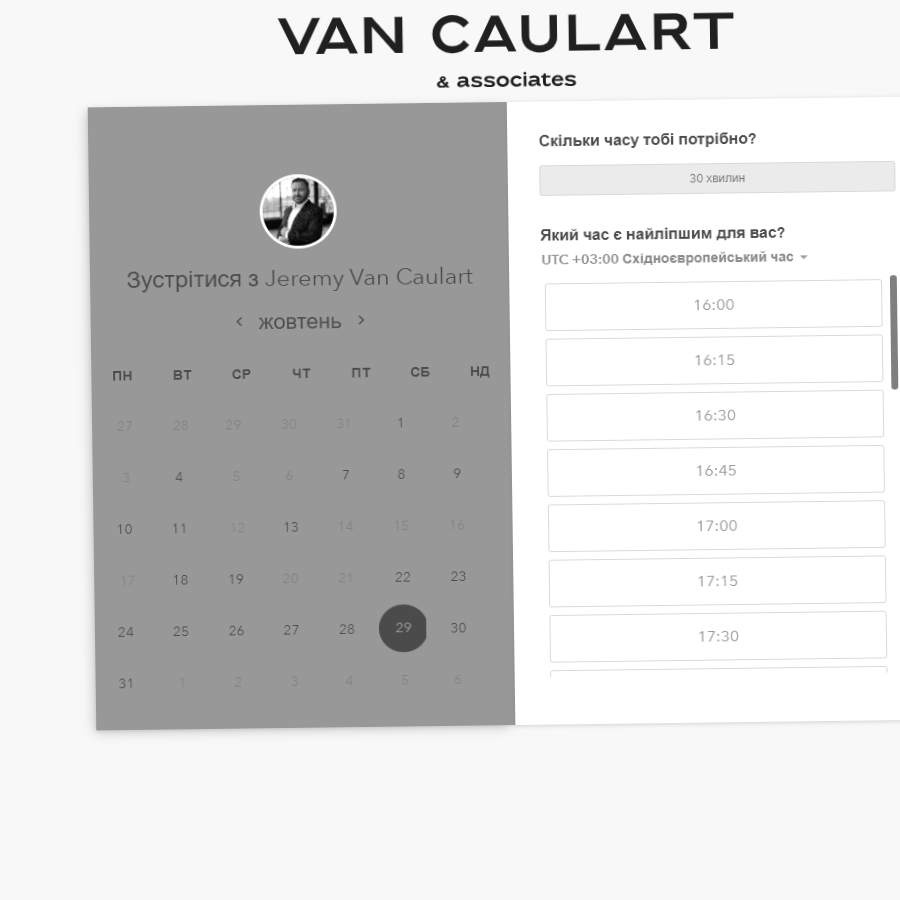 VAN CAULART
& associates
Зустрітися з Jeremy Van Caulart
жовтень
ПН ВТ СР ЧТ ПТ СБ НД
27 28 29 30 31 1 2
3 4 5 6 7 8 9
10 11 12 13 14 15 16
17 18 19 20 21 22 23
24 25 26 27 28 29 30
31 1 2 3 4 5 6
Скільки часу тобі потрібно?
30 хвилин
Який час є найліпшим для вас?
UTC +03:00 Східноєвропейський час
16:00
16:15
16:30
16:45
17:00
17:15
17:30